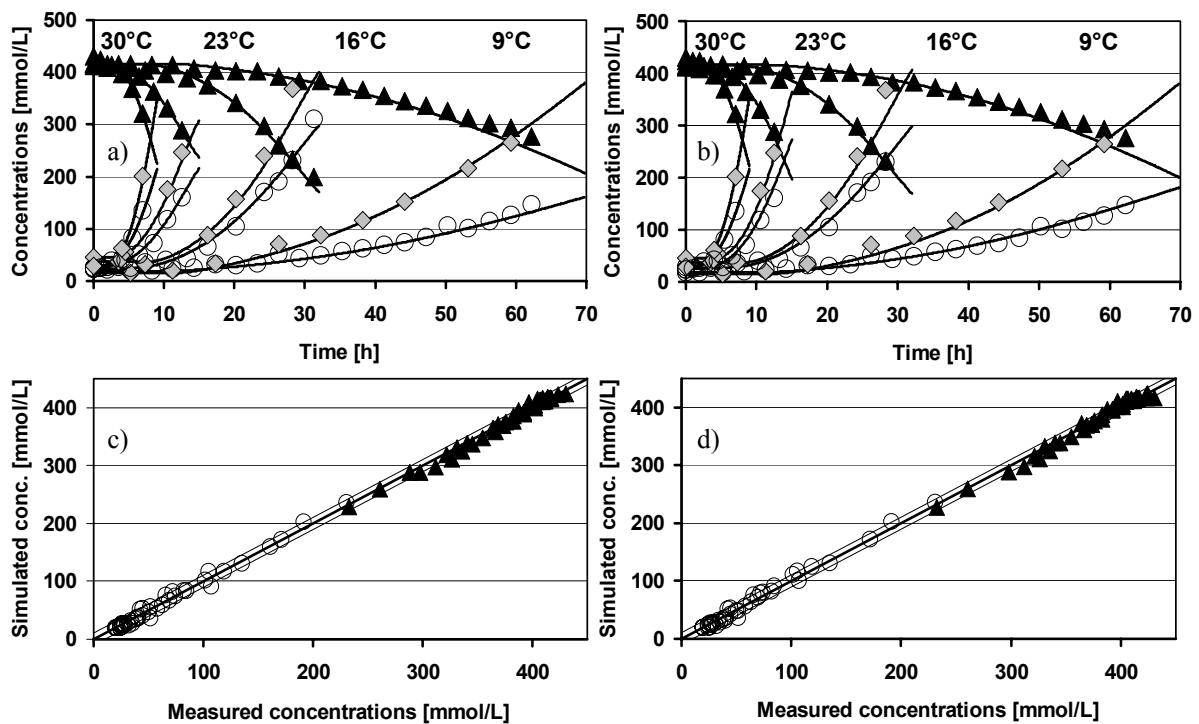 30°C 23°C 16°C 9°C
Concentrations [mmol/L]
500
400
300
200
100
0
a)
0 10 20 30 40 50 60 70
Time [h]
30°C 23°C 16°C 9°C
Concentrations [mmol/L]
500
400
300
200
100
0
b)
0 10 20 30 40 50 60 70
Time [h]
Simulated conc. [mmol/L]
400
300
200
100
0
c)
0 100 200 300 400
Measured concentrations [mmol/L]
Simulated conc. [mmol/L]
400
300
200
100
0
d)
0 100 200 300 400
Measured concentrations [mmol/L]